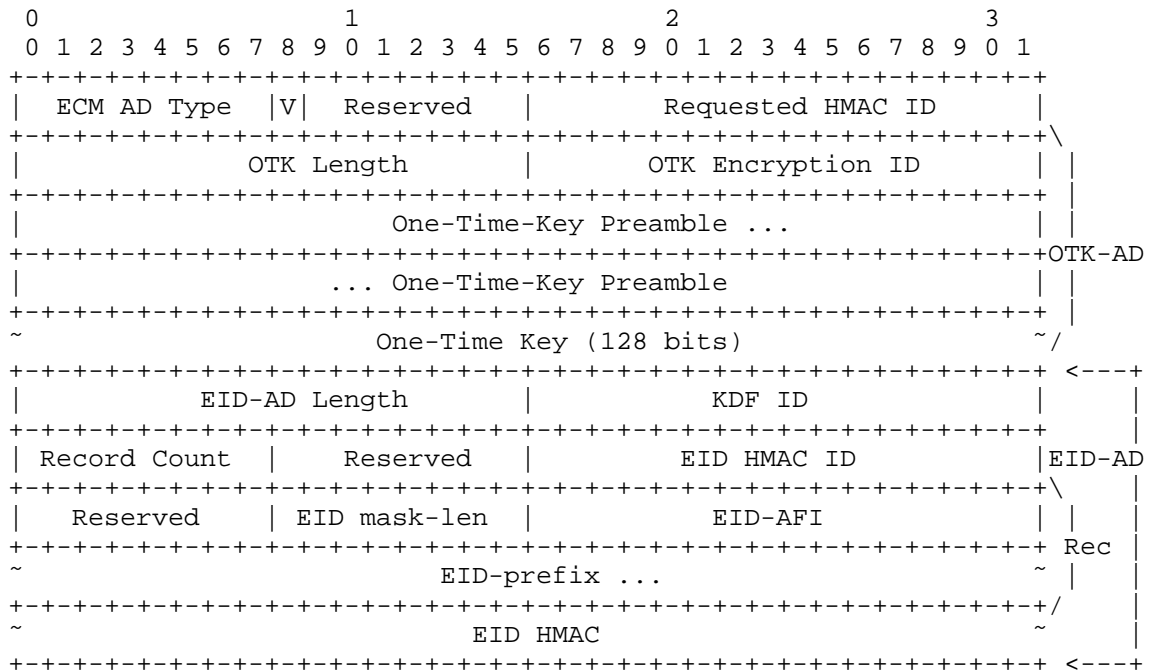 0                   1                   2                   3
 0 1 2 3 4 5 6 7 8 9 0 1 2 3 4 5 6 7 8 9 0 1 2 3 4 5 6 7 8 9 0 1
+-+-+-+-+-+-+-+-+-+-+-+-+-+-+-+-+-+-+-+-+-+-+-+-+-+-+-+-+-+-+-+-+
|  ECM AD Type  |V|  Reserved   |        Requested HMAC ID      |
+-+-+-+-+-+-+-+-+-+-+-+-+-+-+-+-+-+-+-+-+-+-+-+-+-+-+-+-+-+-+-+-+\
|              OTK Length       |       OTK Encryption ID       | |
+-+-+-+-+-+-+-+-+-+-+-+-+-+-+-+-+-+-+-+-+-+-+-+-+-+-+-+-+-+-+-+-+ |
|                       One-Time-Key Preamble ...               | |
+-+-+-+-+-+-+-+-+-+-+-+-+-+-+-+-+-+-+-+-+-+-+-+-+-+-+-+-+-+-+-+-+OTK-AD
|                   ... One-Time-Key Preamble                   | |
+-+-+-+-+-+-+-+-+-+-+-+-+-+-+-+-+-+-+-+-+-+-+-+-+-+-+-+-+-+-+-+-+ |
~                      One-Time Key (128 bits)                  ~/
+-+-+-+-+-+-+-+-+-+-+-+-+-+-+-+-+-+-+-+-+-+-+-+-+-+-+-+-+-+-+-+-+ <---+
|           EID-AD Length       |           KDF ID              |     |
+-+-+-+-+-+-+-+-+-+-+-+-+-+-+-+-+-+-+-+-+-+-+-+-+-+-+-+-+-+-+-+-+     |
| Record Count  |    Reserved   |         EID HMAC ID           |EID-AD
+-+-+-+-+-+-+-+-+-+-+-+-+-+-+-+-+-+-+-+-+-+-+-+-+-+-+-+-+-+-+-+-+\    |
|   Reserved    | EID mask-len  |           EID-AFI             | |   |
+-+-+-+-+-+-+-+-+-+-+-+-+-+-+-+-+-+-+-+-+-+-+-+-+-+-+-+-+-+-+-+-+ Rec |
~                          EID-prefix ...                       ~ |   |
+-+-+-+-+-+-+-+-+-+-+-+-+-+-+-+-+-+-+-+-+-+-+-+-+-+-+-+-+-+-+-+-+/    |
~                            EID HMAC                           ~     |
+-+-+-+-+-+-+-+-+-+-+-+-+-+-+-+-+-+-+-+-+-+-+-+-+-+-+-+-+-+-+-+-+ <---+